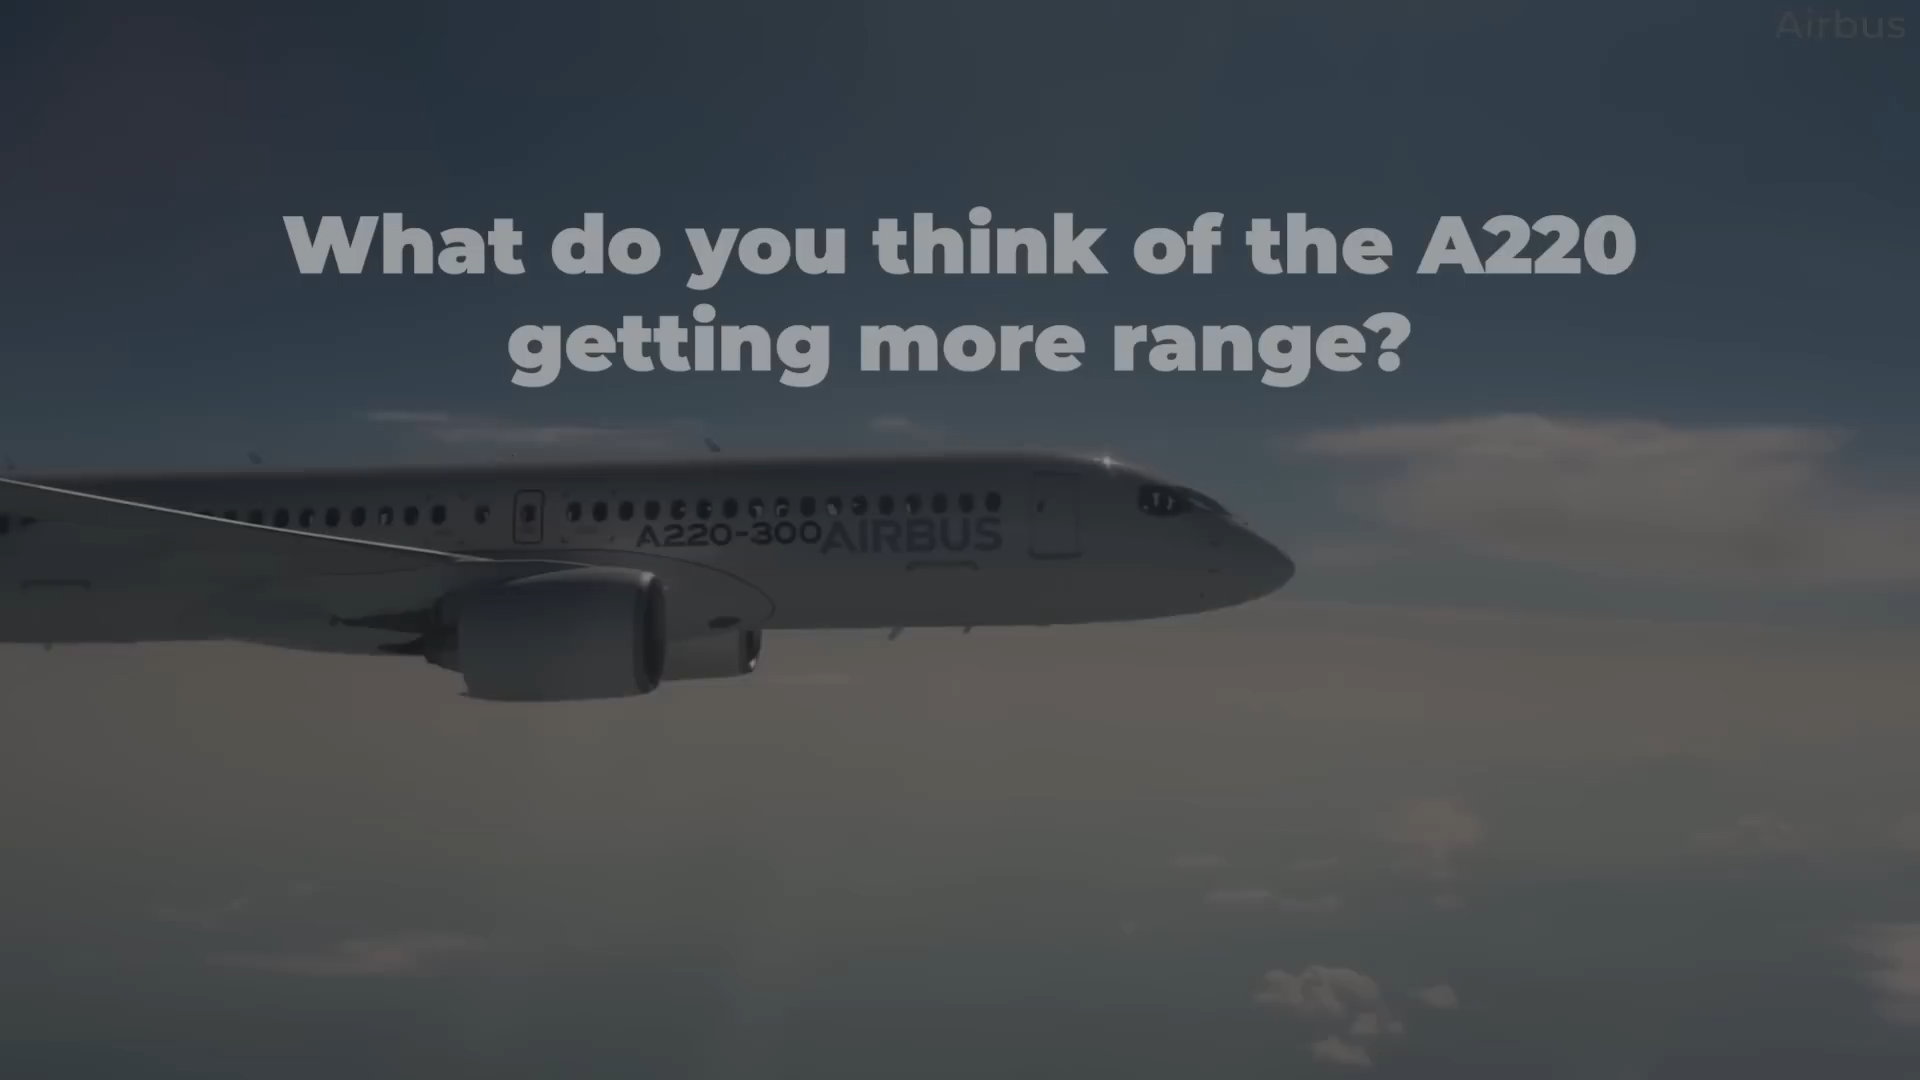 Airbus
What do you think of the A220
getting more range?
A220-300 AIRBUS